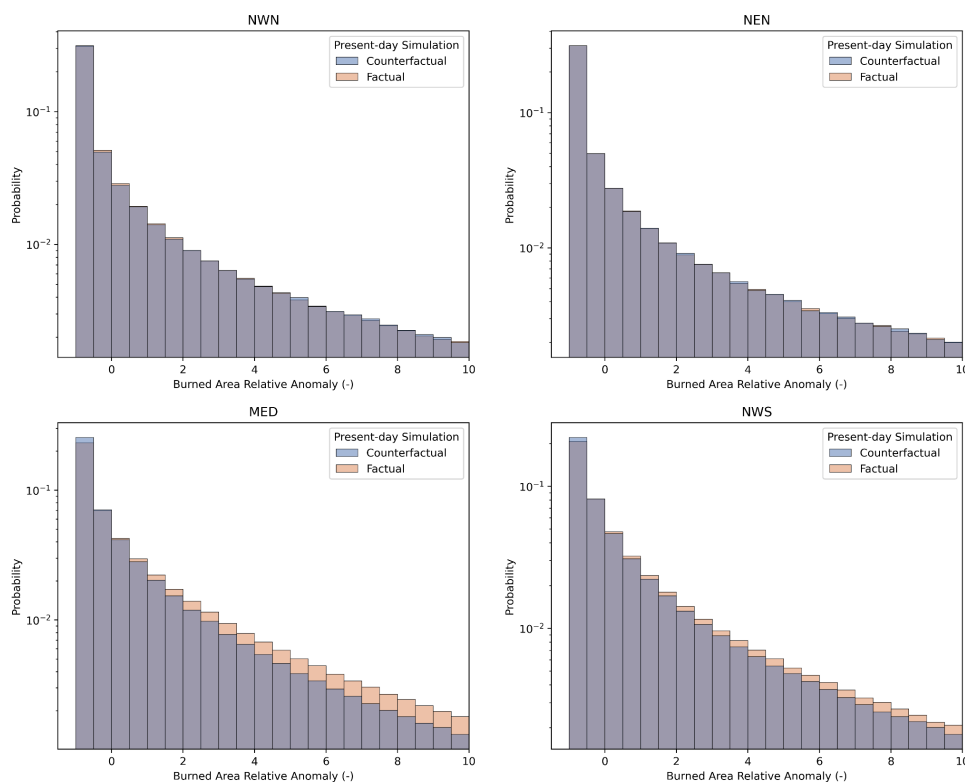 NWN
Probability
10⁻¹
10⁻²
Present-day Simulation
Counterfactual
Factual
0 2 4 6 8 10
Burned Area Relative Anomaly (-)
NEN
Probability
10⁻¹
10⁻²
Present-day Simulation
Counterfactual
Factual
0 2 4 6 8 10
Burned Area Relative Anomaly (-)
MED
Probability
10⁻¹
10⁻²
Present-day Simulation
Counterfactual
Factual
0 2 4 6 8 10
Burned Area Relative Anomaly (-)
NWS
Probability
10⁻¹
10⁻²
Present-day Simulation
Counterfactual
Factual
0 2 4 6 8 10
Burned Area Relative Anomaly (-)